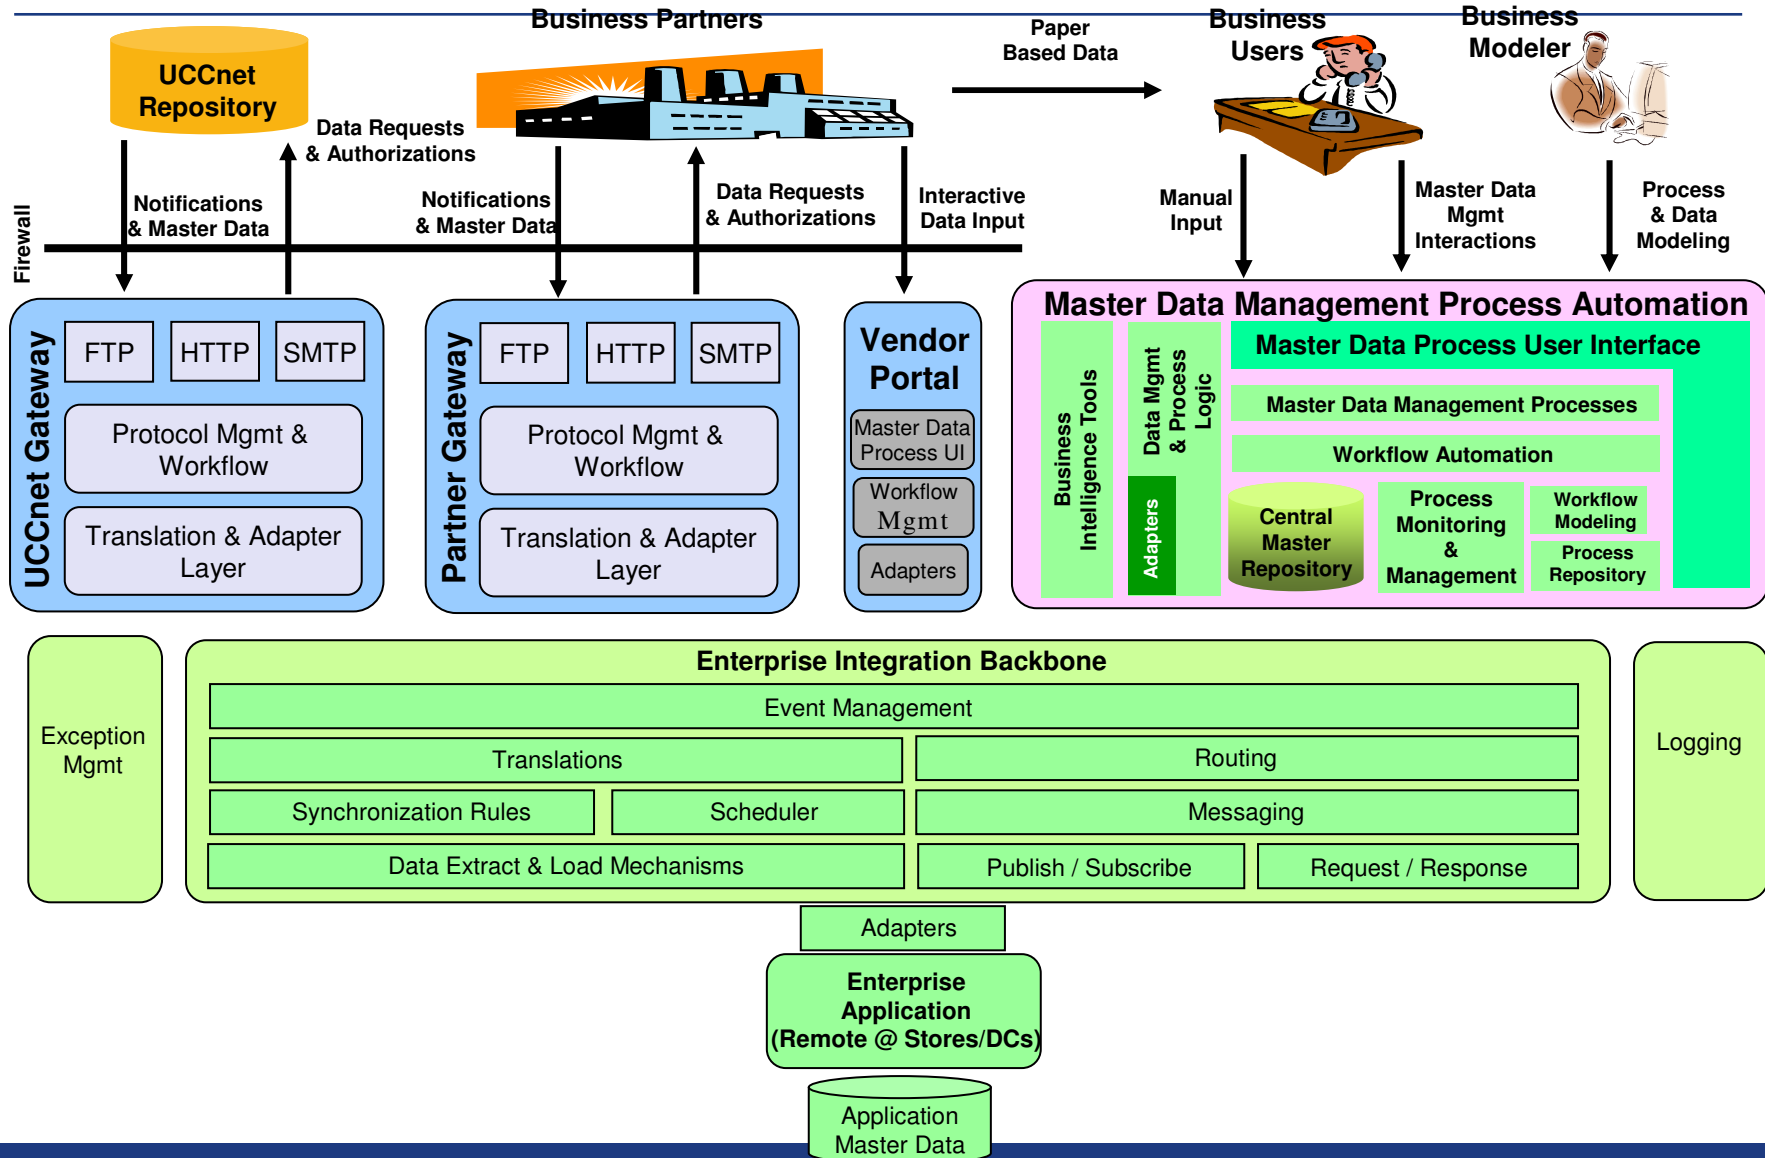 Business Partners
Business
Users
Business
Modeler
Paper
Based Data
UCCnet
Repository
Data Requests
& Authorizations
Notifications
& Master Data
Notifications
& Master Data
Data Requests
& Authorizations
Interactive
Data Input
Manual
Input
Master Data
Mgmt
Interactions
Process
& Data
Modeling
Firewall
UCCnet Gateway
FTP
HTTP
SMTP
Protocol Mgmt &
Workflow
Translation & Adapter
Layer
Partner Gateway
FTP
HTTP
SMTP
Protocol Mgmt &
Workflow
Translation & Adapter
Layer
Vendor
Portal
Master Data
Process UI
Workflow
Mgmt
Adapters
Master Data Management Process Automation
Business
Intelligence Tools
Data Mgmt
& Process
Logic
Adapters
Master Data Process User Interface
Master Data Management Processes
Workflow Automation
Central
Master
Repository
Process
Monitoring
&
Management
Workflow
Modeling
Process
Repository
Exception
Mgmt
Enterprise Integration Backbone
Event Management
Translations
Routing
Synchronization Rules
Scheduler
Messaging
Data Extract & Load Mechanisms
Publish / Subscribe
Request / Response
Logging
Adapters
Enterprise
Application
(Remote @ Stores/DCs)
Application
Master Data